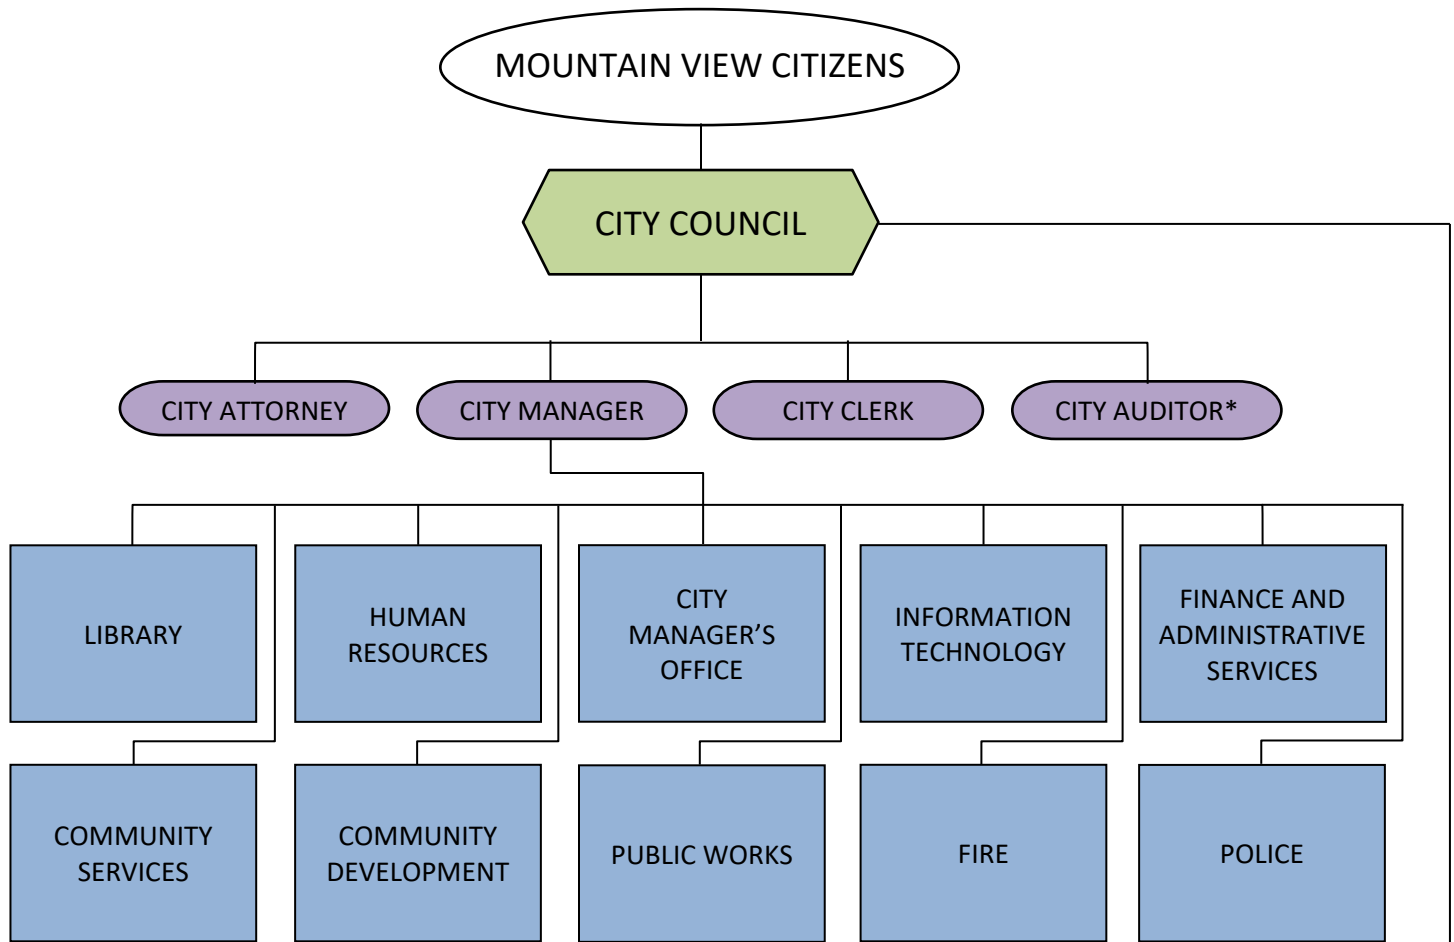 MOUNTAIN VIEW CITIZENS
CITY COUNCIL
CITY ATTORNEY
CITY MANAGER
CITY CLERK
CITY AUDITOR*
LIBRARY
HUMAN
RESOURCES
CITY
MANAGER’S
OFFICE
INFORMATION
TECHNOLOGY
FINANCE AND
ADMINISTRATIVE
SERVICES
COMMUNITY
SERVICES
COMMUNITY
DEVELOPMENT
PUBLIC WORKS
FIRE
POLICE